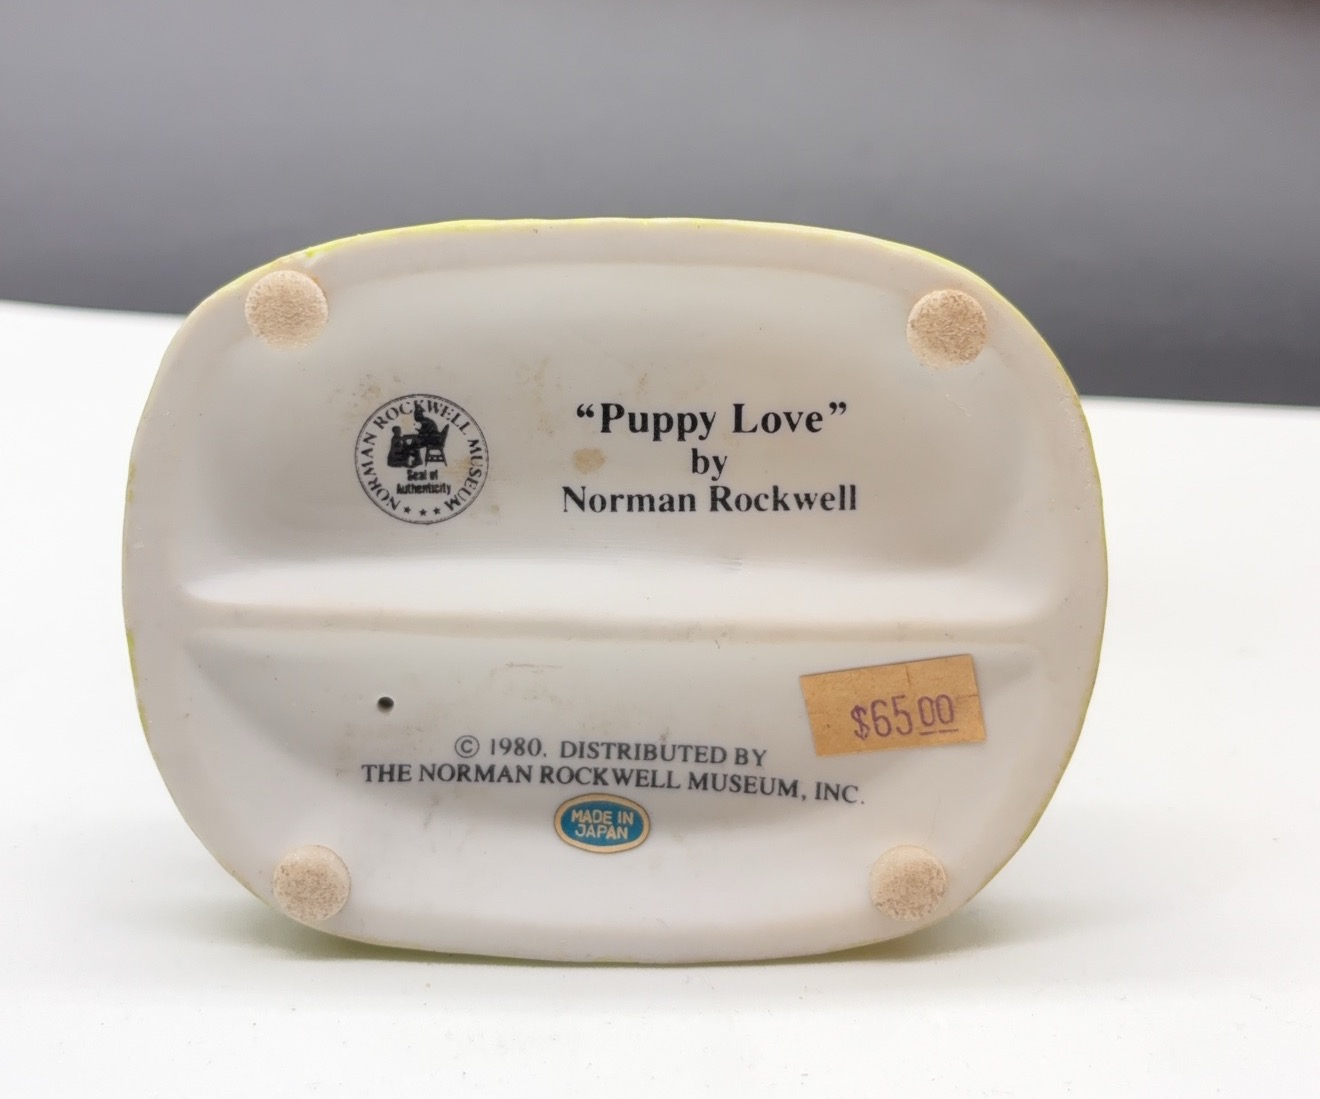 NORMAN ROCKWELL MUSEUM
Seal of
Authenticity
“Puppy Love”
by
Norman Rockwell
$65.00
© 1980. DISTRIBUTED BY
THE NORMAN ROCKWELL MUSEUM, INC.
MADE IN
JAPAN